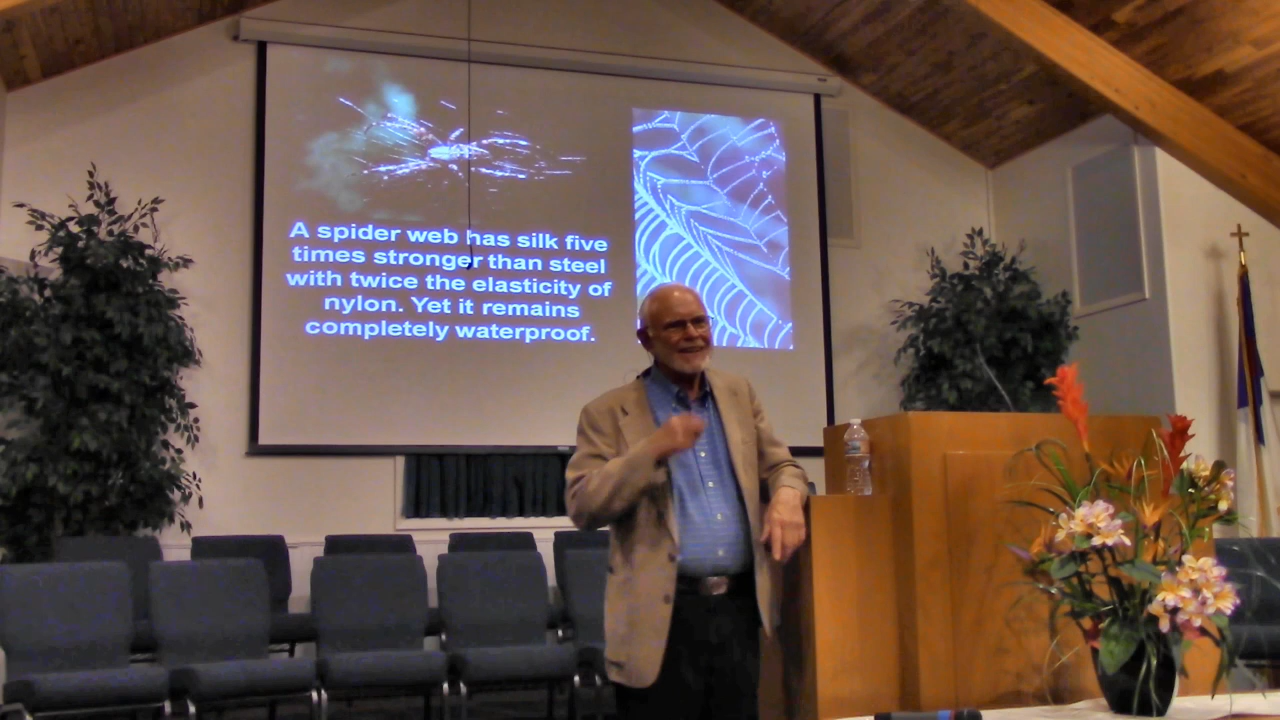 A spider web has silk five
times stronger than steel
with twice the elasticity of
nylon. Yet it remains
completely waterproof.